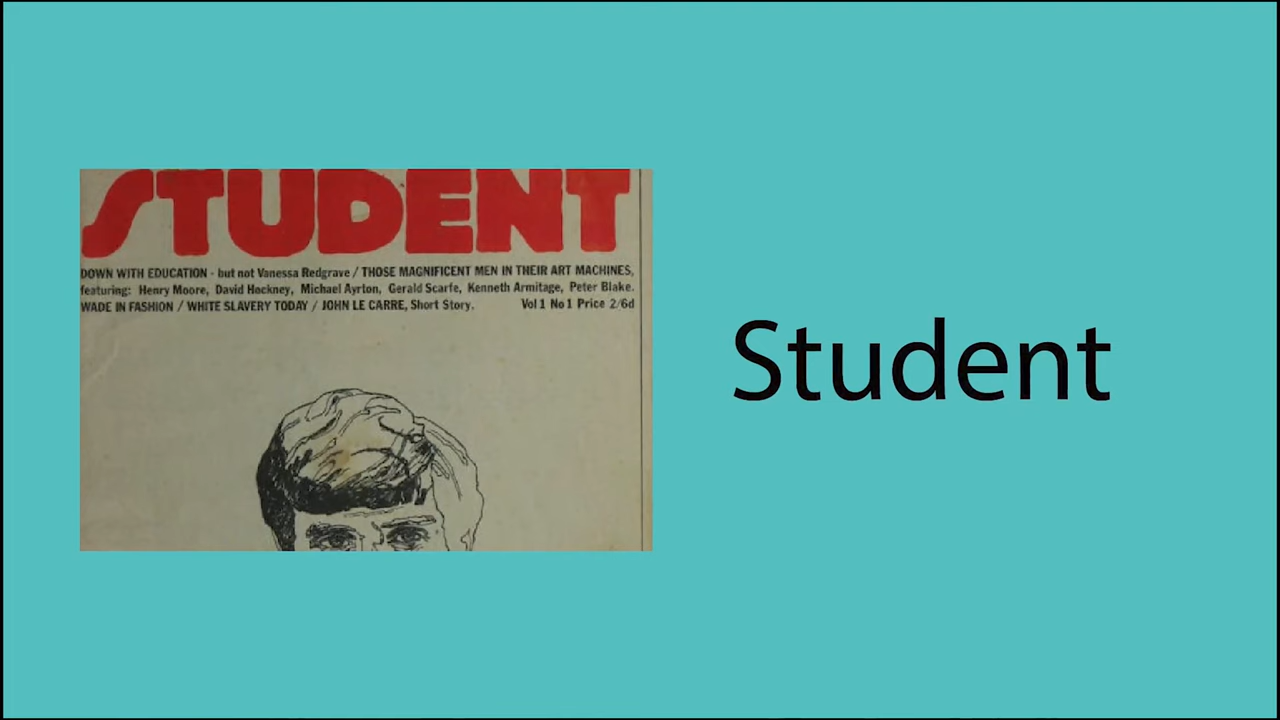 STUDENT
DOWN WITH EDUCATION - but not Vanessa Redgrave / THOSE MAGNIFICENT MEN IN THEIR ART MACHINES,
featuring: Henry Moore, David Hockney, Michael Ayrton, Gerald Scarfe, Kenneth Armitage, Peter Blake.
WADE IN FASHION / WHITE SLAVERY TODAY / JOHN LE CARRE, Short Story. Vol 1 No 1 Price 2/6d
Student